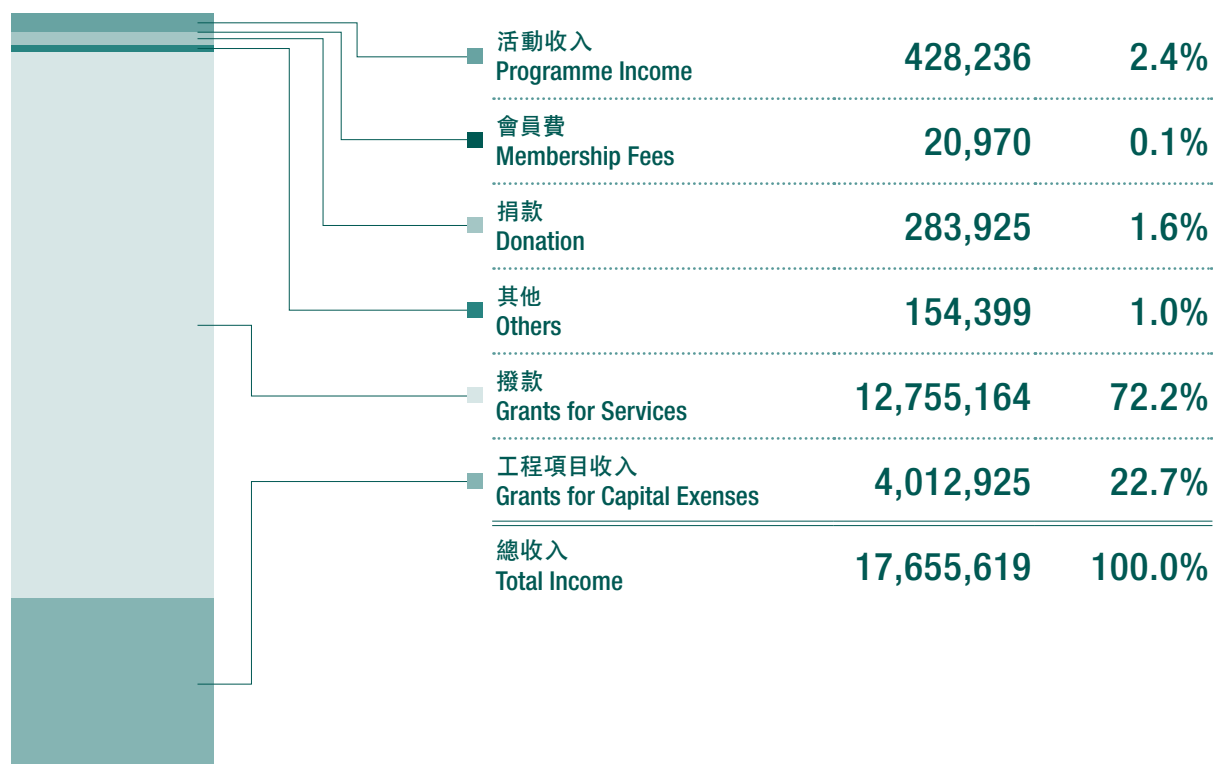 活動收入
Programme Income 428,236 2.4%
會員費
Membership Fees 20,970 0.1%
捐款
Donation 283,925 1.6%
其他
Others 154,399 1.0%
撥款
Grants for Services 12,755,164 72.2%
工程項目收入
Grants for Capital Exenses 4,012,925 22.7%
總收入
Total Income 17,655,619 100.0%